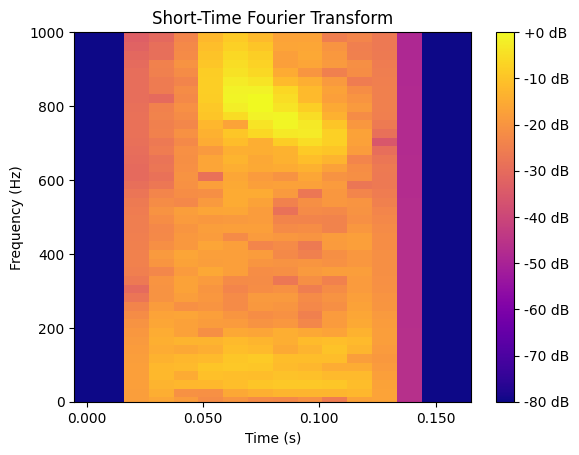 Short-Time Fourier Transform
1000
800
600
400
200
0
Frequency (Hz)
0.000
0.050
0.100
0.150
Time (s)
+0 dB
-10 dB
-20 dB
-30 dB
-40 dB
-50 dB
-60 dB
-70 dB
-80 dB